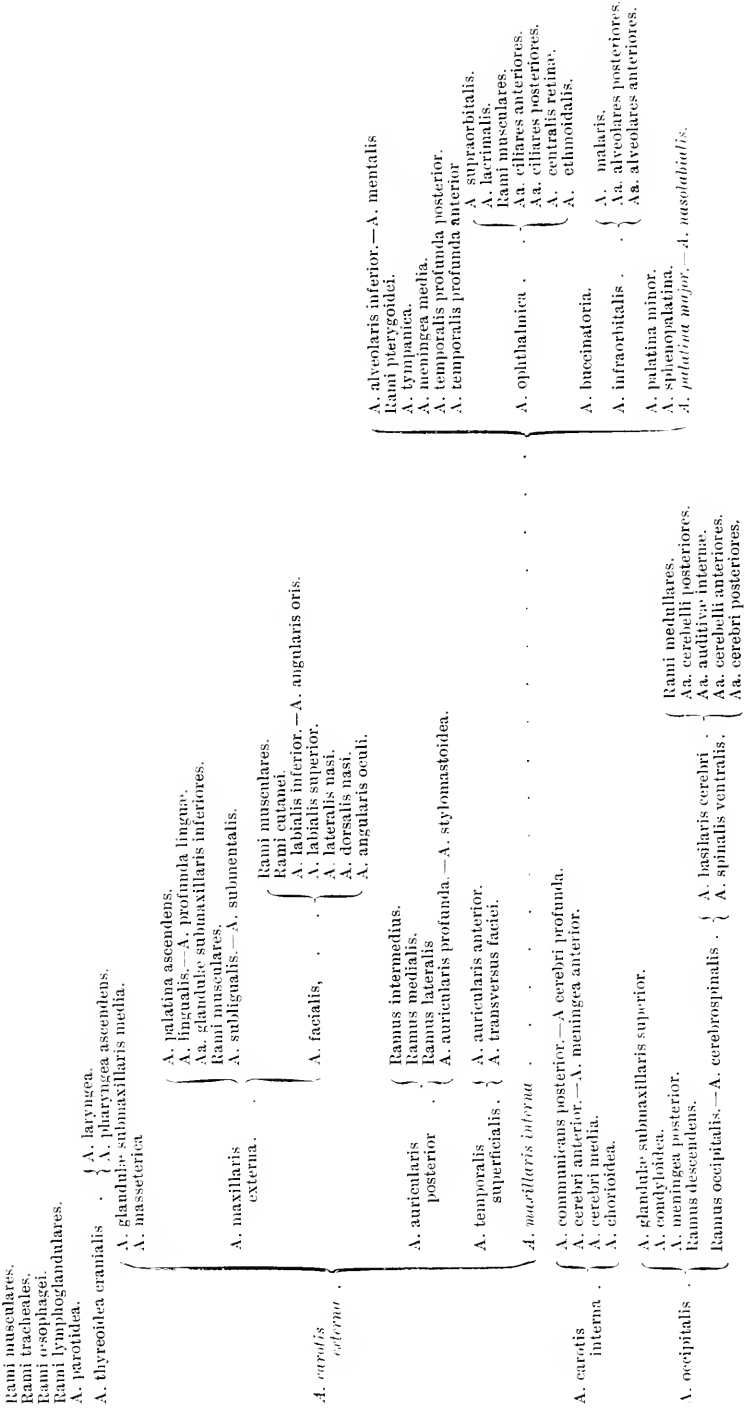 Rami musculares.
Rami tracheales.
Rami œsophagei.
Rami lymphoglandulares.
A. parotidea.
A. thyreoidea cranialis .
A. laryngea.
A. pharyngea ascendens.
A. carotis
externa .
A. glandulæ submaxillaris media.
A. masseterica
A. maxillaris
externa. .
A. palatina ascendens.
A. lingualis.—A. profunda linguæ.
Aa. glandulæ submaxillaris inferiores.
Rami musculares.
A. subligualis.—A. submentalis.
A. facialis, . .
Rami musculares.
Rami cutanei.
A. labialis inferior.—A. angularis oris.
A. labialis superior.
A. lateralis nasi.
A. dorsalis nasi.
A. angularis oculi.
A. auricularis
posterior .
Ramus intermedius.
Ramus medialis.
Ramus lateralis
A. auricularis profunda.—A. stylomastoidea.
A. temporalis
superficialis .
A. auricularis anterior.
A. transversus faciei.
A. maxillaris interna . . . . . . . . . . . . .
A. alveolaris inferior.—A. mentalis
Rami pterygoidei.
A. tympanica.
A. meningea media.
A. temporalis profunda posterior.
A. temporalis profunda anterior
A. ophthalmica . .
A supraorbitalis.
A. lacrimalis.
Rami musculares.
Aa. ciliares anteriores.
Aa. ciliares posteriores.
A. centralis retinæ.
A. ethmoidalis.
A. buccinatoria.
A. infraorbitalis . .
A. malaris.
Aa. alveolares posteriores.
Aa. alveolares anteriores.
A. palatina minor.
A. sphenopalatina.
A. palatina major.—A. nasolabialis.
A. carotis
interna .
A. communicans posterior.—A cerebri profunda.
A. cerebri anterior.—A. meningea anterior.
A. cerebri media.
A. chorioidea.
A. occipitalis .
A. glandulæ submaxillaris superior.
A. condyloidea.
A. meningea posterior.
Ramus descendens.
Ramus occipitalis.—A. cerebrospinalis .
A. basilaris cerebri .
A. spinalis ventralis.
Rami medullares.
Aa. cerebelli posteriores.
Aa. auditivæ internæ.
Aa. cerebelli anteriores.
Aa. cerebri posteriores.